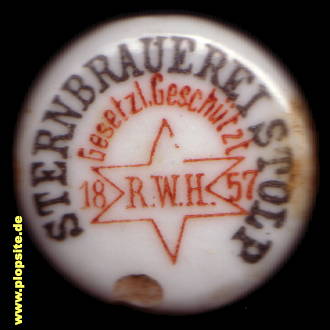 STERNBRAUEREI STOLP
Gesetzl. Geschützt
18 R.W.H. 57
www.plopsite.de